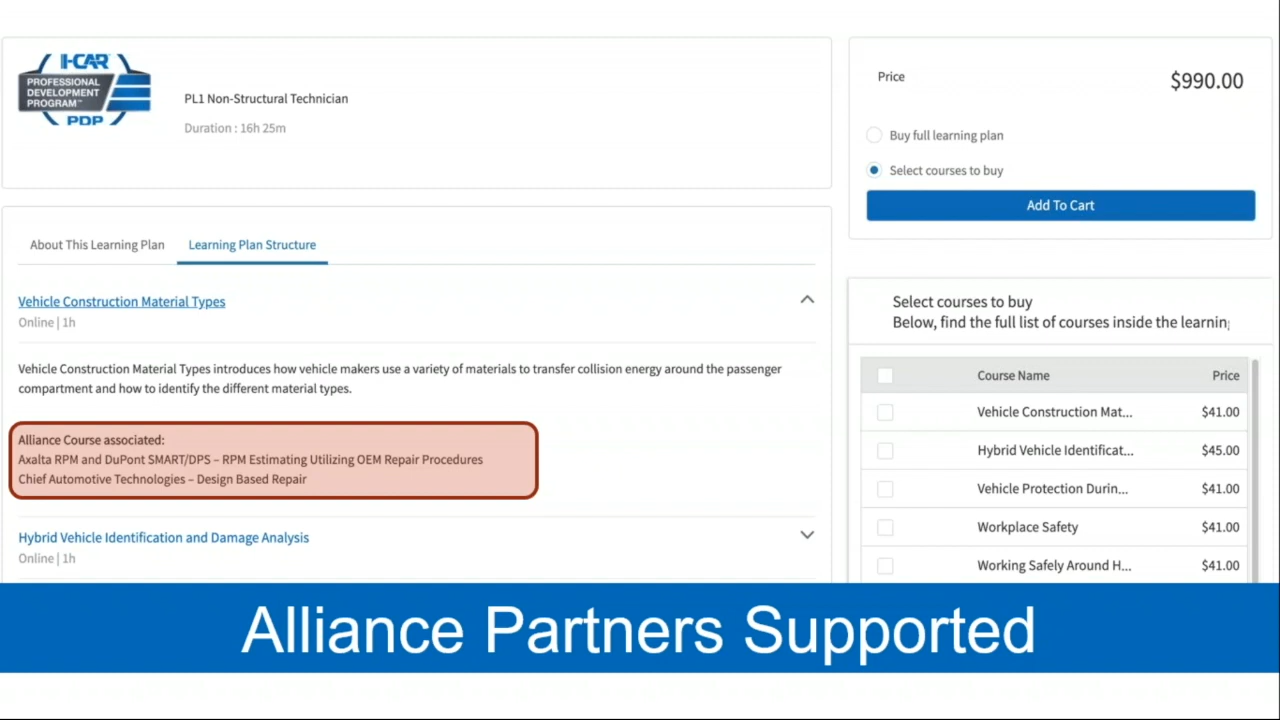 I-CAR
PROFESSIONAL
DEVELOPMENT
PROGRAM™
PDP
PL1 Non-Structural Technician
Duration : 16h 25m
Price
$990.00
Buy full learning plan
Select courses to buy
Add To Cart
About This Learning Plan
Learning Plan Structure
Vehicle Construction Material Types
Online | 1h
Vehicle Construction Material Types introduces how vehicle makers use a variety of materials to transfer collision energy around the passenger
compartment and how to identify the different material types.
Alliance Course associated:
Axalta RPM and DuPont SMART/DPS – RPM Estimating Utilizing OEM Repair Procedures
Chief Automotive Technologies – Design Based Repair
Hybrid Vehicle Identification and Damage Analysis
Online | 1h
Select courses to buy
Below, find the full list of courses inside the learnin
Course Name Price
Vehicle Construction Mat... $41.00
Hybrid Vehicle Identificat... $45.00
Vehicle Protection Durin... $41.00
Workplace Safety $41.00
Working Safely Around H... $41.00
Alliance Partners Supported